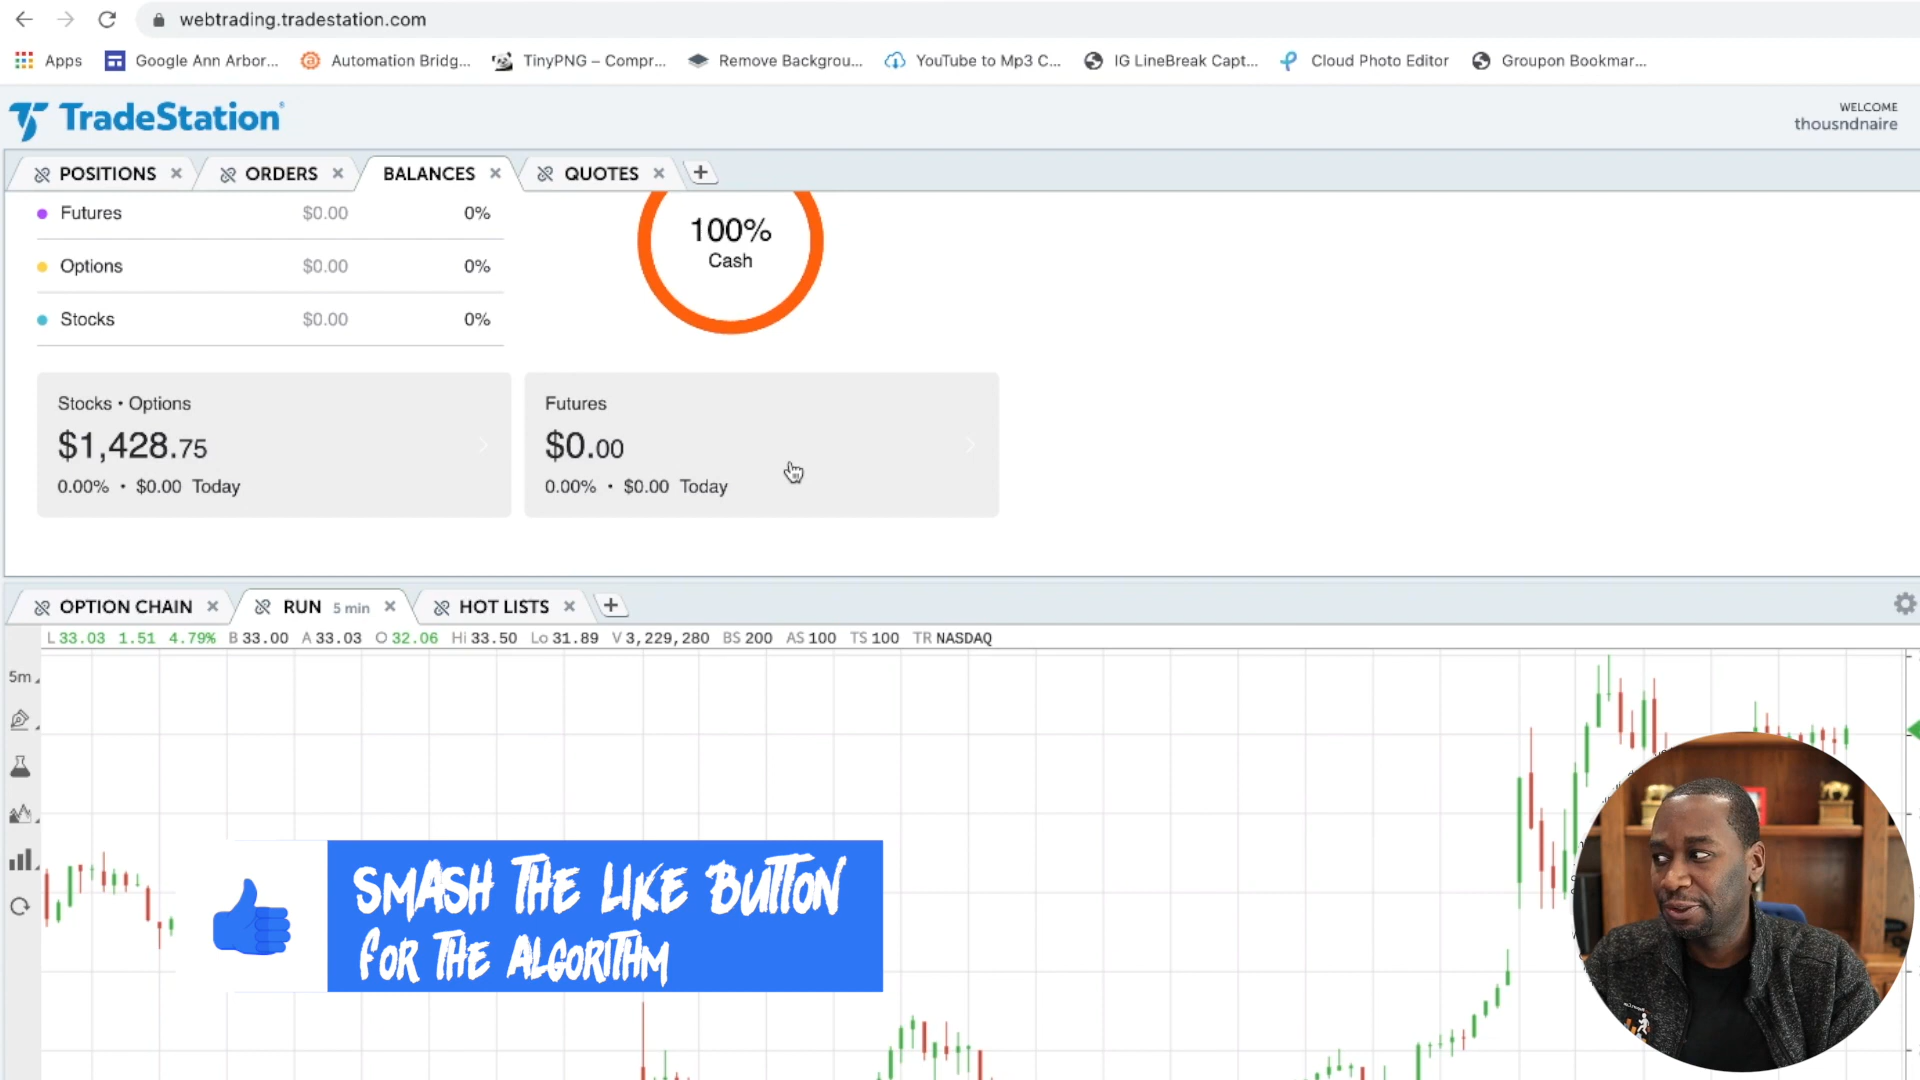 webtrading.tradestation.com
Apps Google Ann Arbor... Automation Bridg... TinyPNG – Compr... Remove Backgrou... YouTube to Mp3 C... IG LineBreak Capt... Cloud Photo Editor Groupon Bookmar...
TradeStation
WELCOME
thousndnaire
POSITIONS ORDERS BALANCES QUOTES
Futures $0.00 0%
Options $0.00 0%
Stocks $0.00 0%
100%
Cash
Stocks • Options
$1,428.75
0.00% • $0.00 Today
Futures
$0.00
0.00% • $0.00 Today
OPTION CHAIN RUN 5 min HOT LISTS
L 33.03 1.51 4.79% B 33.00 A 33.03 O 32.06 Hi 33.50 Lo 31.89 V 3,229,280 BS 200 AS 100 TS 100 TR NASDAQ
5m
SMASH THE LIKE BUTTON
FOR THE ALGORITHM